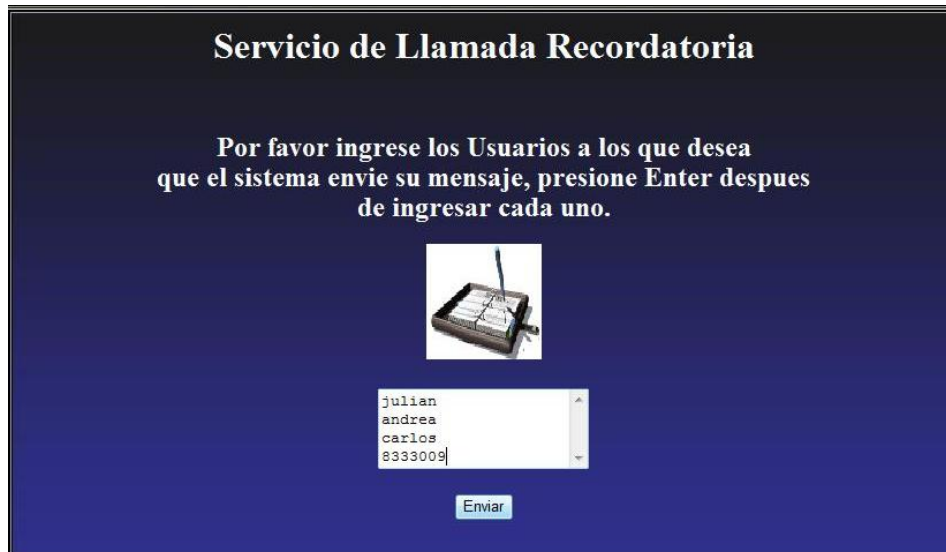 Servicio de Llamada Recordatoria
Por favor ingrese los Usuarios a los que desea
que el sistema envie su mensaje, presione Enter despues
de ingresar cada uno.
julian
andrea
carlos
8333009
Enviar